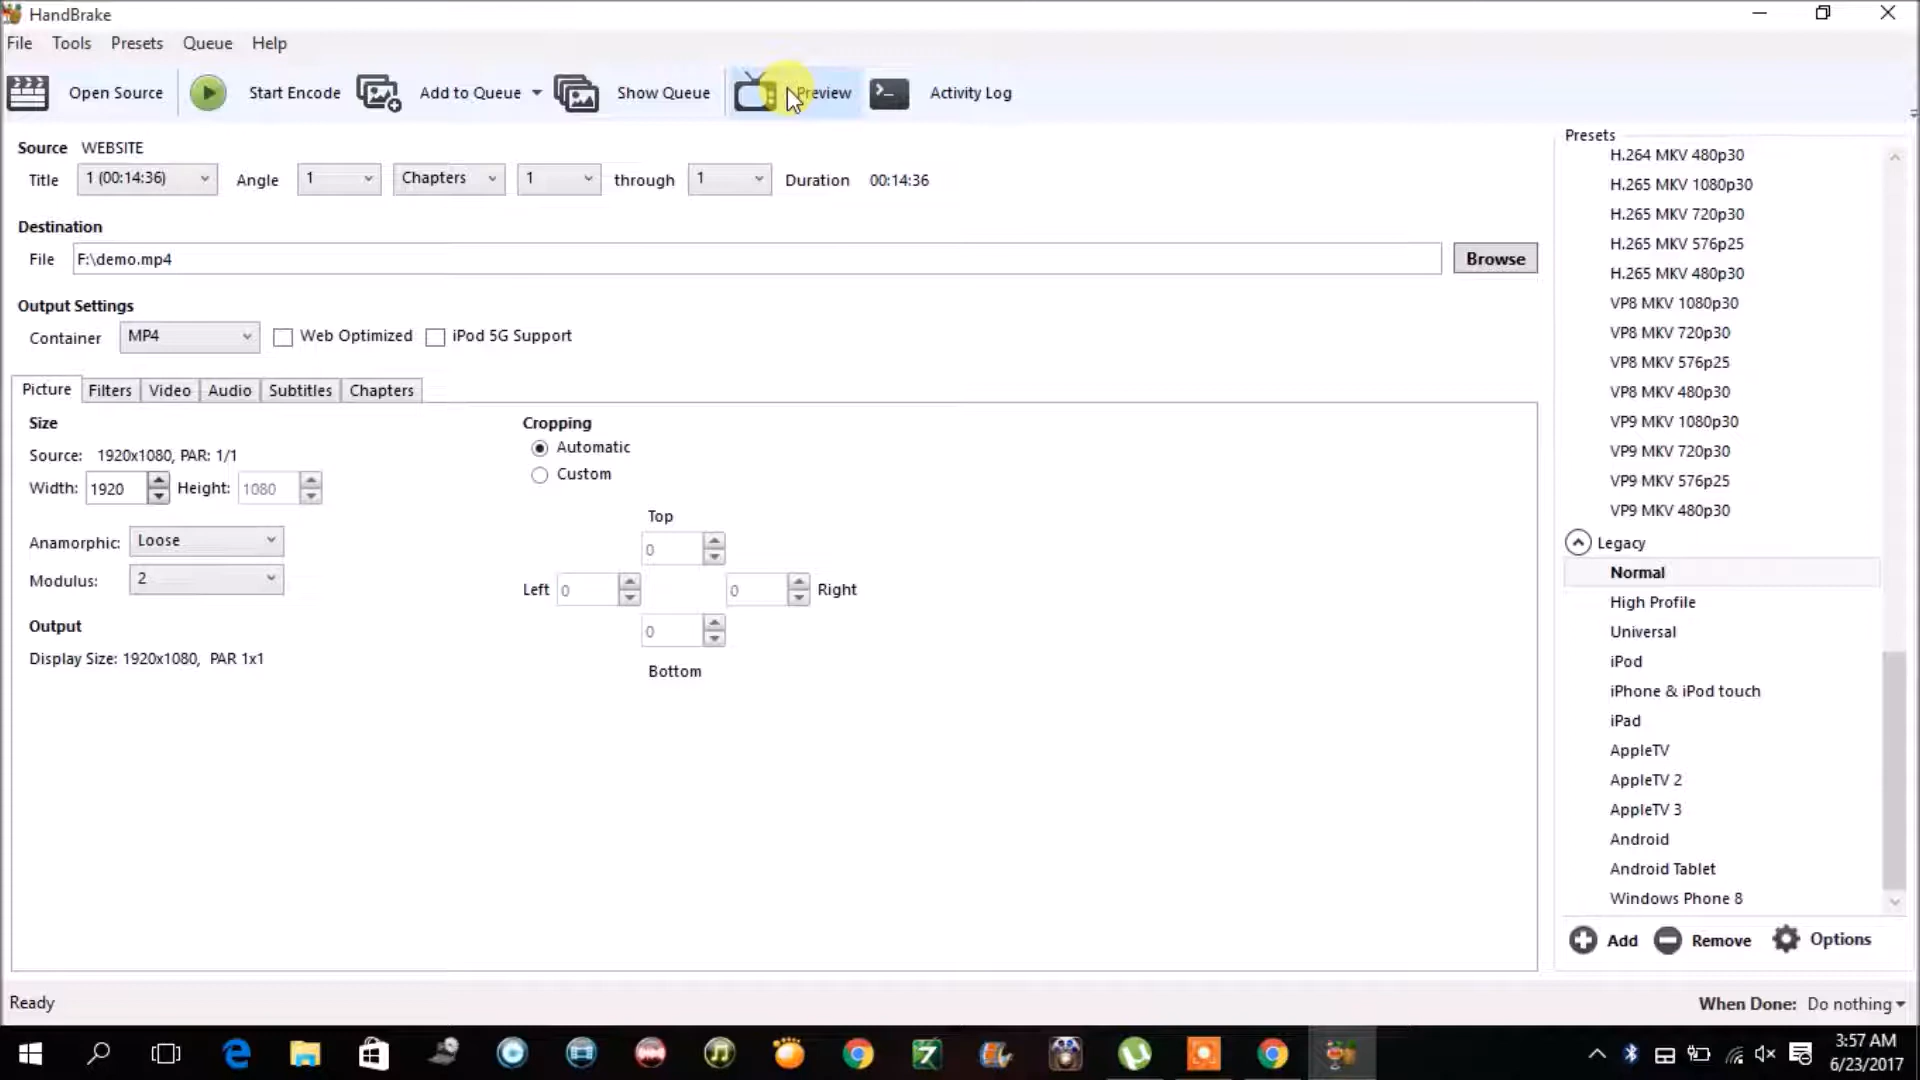 HandBrake
File Tools Presets Queue Help
Open Source Start Encode Add to Queue Show Queue Preview Activity Log
Source WEBSITE
Title 1 (00:14:36) Angle 1 Chapters 1 through 1 Duration 00:14:36
Destination
File F:\demo.mp4 Browse
Output Settings
Container MP4 Web Optimized iPod 5G Support
Picture Filters Video Audio Subtitles Chapters
Size
Source: 1920x1080, PAR: 1/1
Width: 1920 Height: 1080
Anamorphic: Loose
Modulus: 2
Output
Display Size: 1920x1080, PAR 1x1
Cropping
Automatic
Custom
Top
0
Left 0 0 Right
0
Bottom
Presets
H.264 MKV 480p30
H.265 MKV 1080p30
H.265 MKV 720p30
H.265 MKV 576p25
H.265 MKV 480p30
VP8 MKV 1080p30
VP8 MKV 720p30
VP8 MKV 576p25
VP8 MKV 480p30
VP9 MKV 1080p30
VP9 MKV 720p30
VP9 MKV 576p25
VP9 MKV 480p30
Legacy
Normal
High Profile
Universal
iPod
iPhone & iPod touch
iPad
AppleTV
AppleTV 2
AppleTV 3
Android
Android Tablet
Windows Phone 8
Add Remove Options
Ready
When Done: Do nothing
3:57 AM
6/23/2017